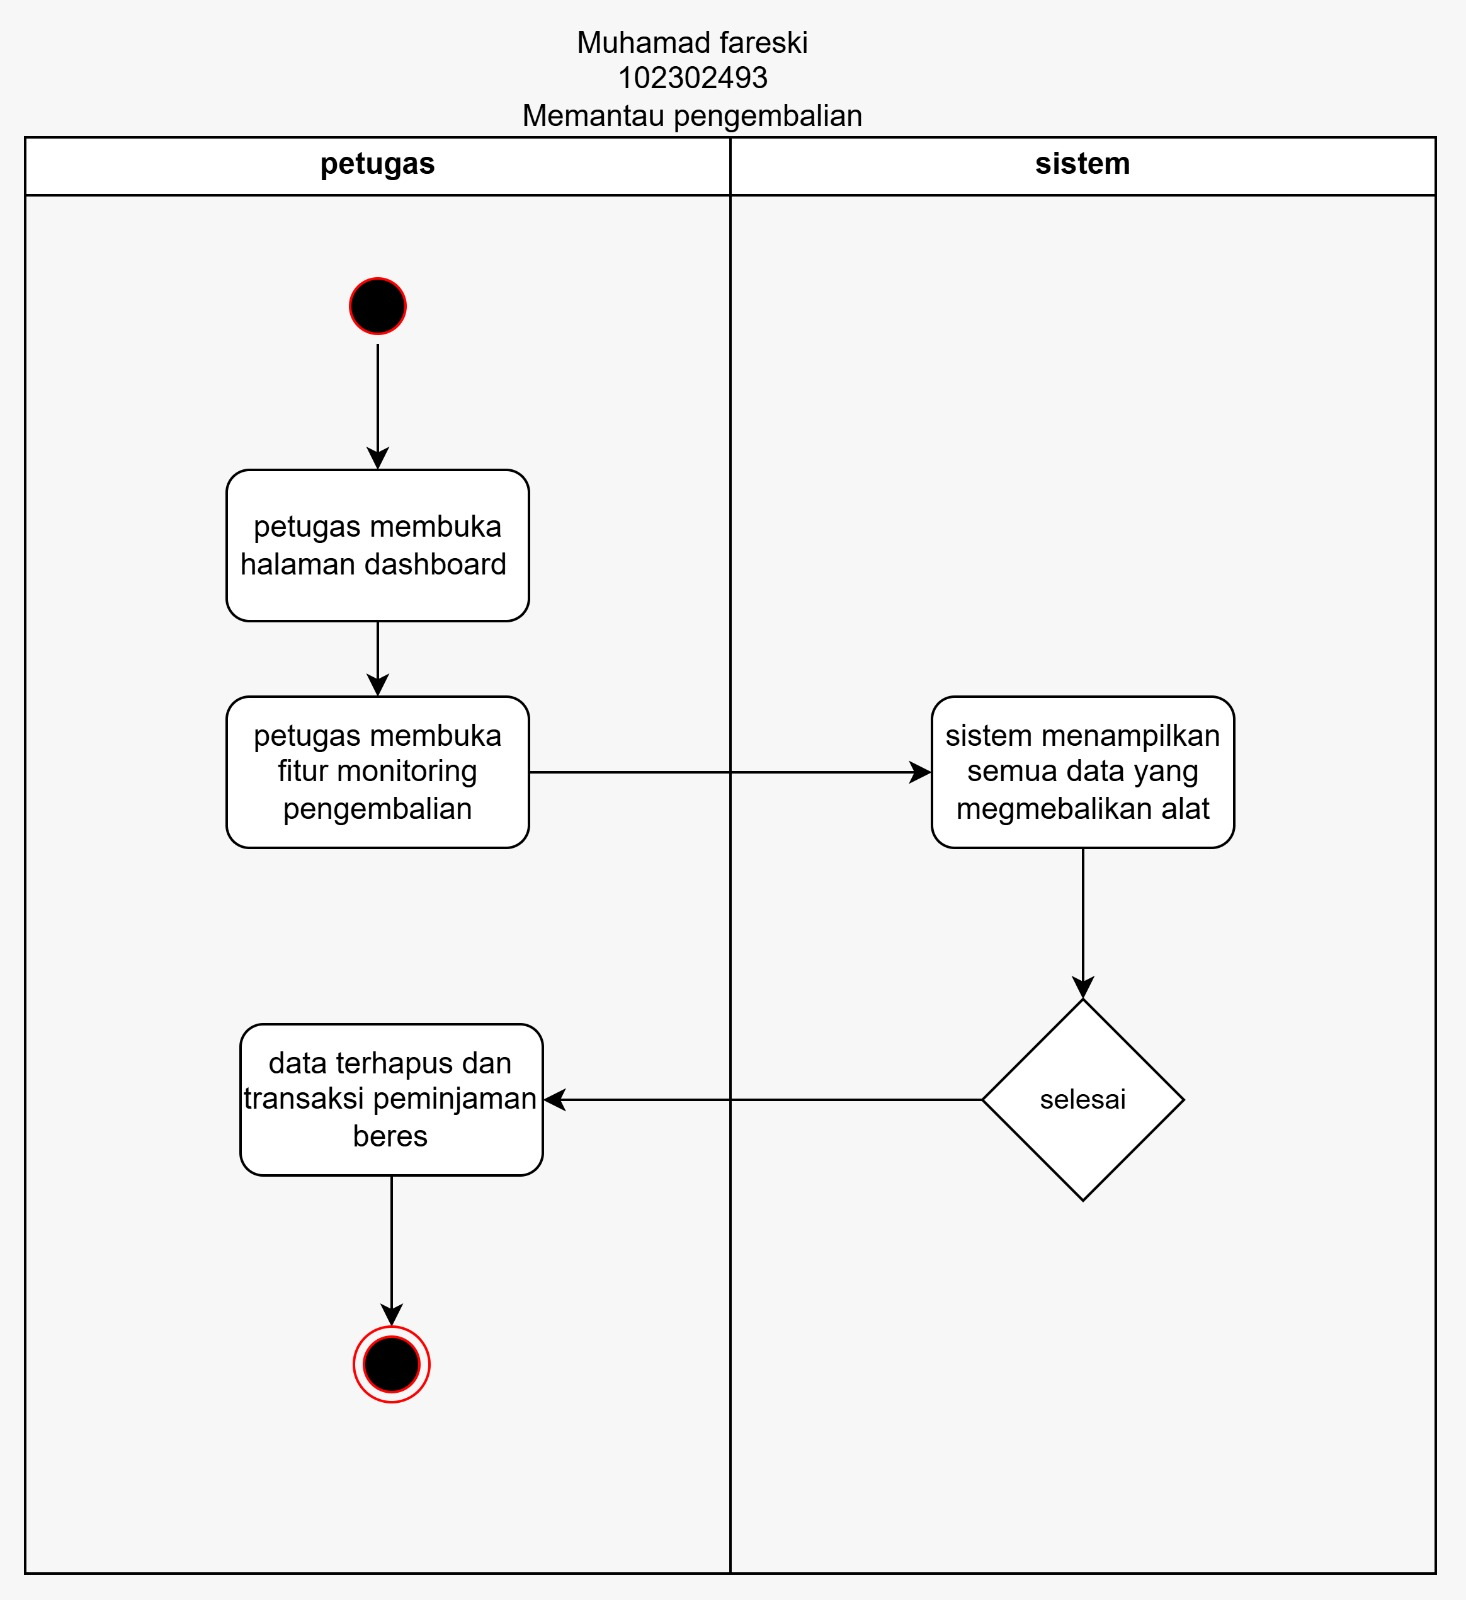 Muhamad fareski
102302493
Memantau pengembalian
petugas
sistem
petugas membuka
halaman dashboard
petugas membuka
fitur monitoring
pengembalian
sistem menampilkan
semua data yang
megmebalikan alat
data terhapus dan
transaksi peminjaman
beres
selesai